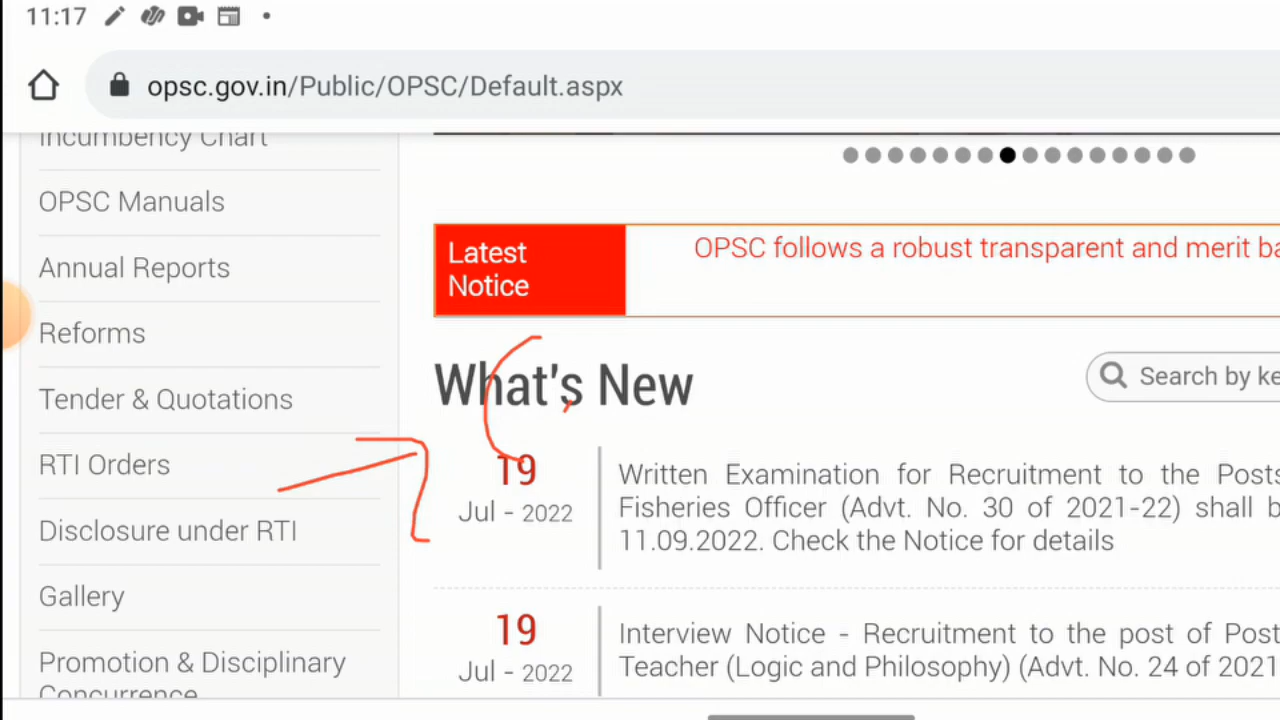 11:17
opsc.gov.in/Public/OPSC/Default.aspx
Incumbency Chart
OPSC Manuals
Annual Reports
Reforms
Tender & Quotations
RTI Orders
Disclosure under RTI
Gallery
Promotion & Disciplinary
Concurrence
Latest
Notice
OPSC follows a robust transparent and merit ba
What's New
Search by ke
19
Jul - 2022
Written Examination for Recruitment to the Posts
Fisheries Officer (Advt. No. 30 of 2021-22) shall b
11.09.2022. Check the Notice for details
19
Jul - 2022
Interview Notice - Recruitment to the post of Post
Teacher (Logic and Philosophy) (Advt. No. 24 of 2021